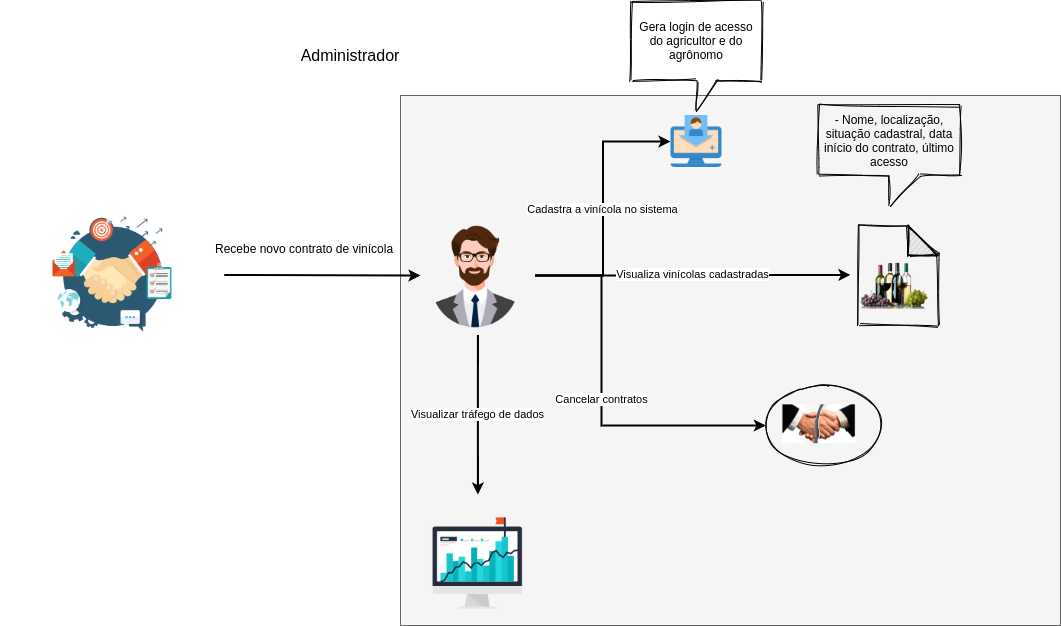 Gera login de acesso
do agricultor e do
agrônomo
Administrador
- Nome, localização,
situação cadastral, data
início do contrato, último
acesso
Cadastra a vinícola no sistema
Recebe novo contrato de vinícola
Visualiza vinícolas cadastradas
Cancelar contratos
Visualizar tráfego de dados